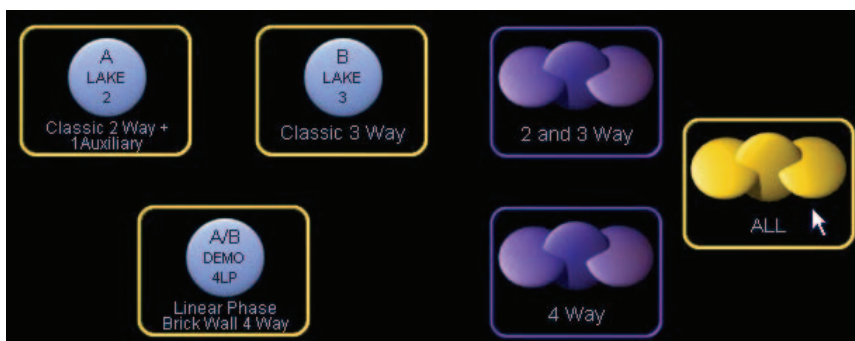 A
LAKE
2
Classic 2 Way +
1Auxiliary
B
LAKE
3
Classic 3 Way
2 and 3 Way
ALL
A/B
DEMO
4LP
Linear Phase
Brick Wall 4 Way
4 Way